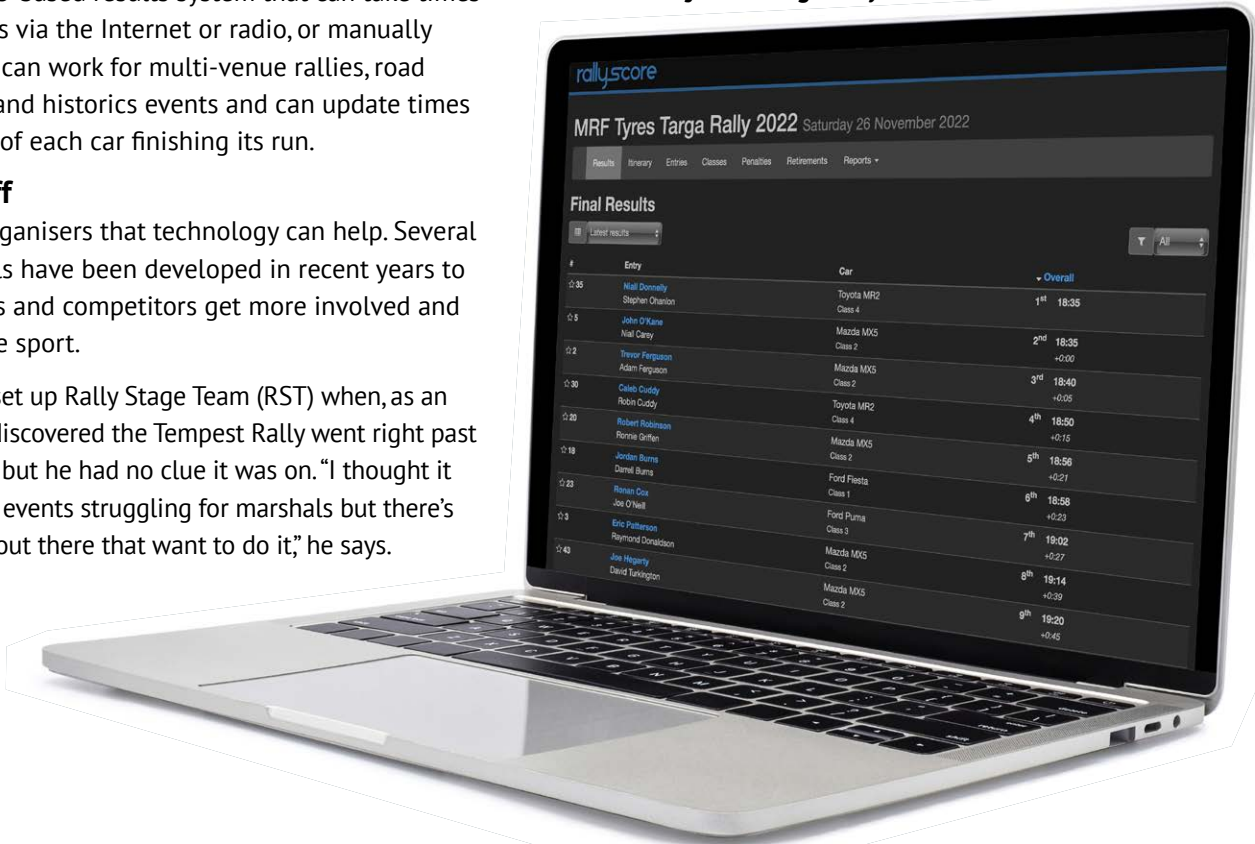 s via the Internet or radio, or manually
can work for multi-venue rallies, road
and historics events and can update times
of each car finishing its run.
ff
ganisers that technology can help. Several
ls have been developed in recent years to
s and competitors get more involved and
e sport.
set up Rally Stage Team (RST) when, as an
discovered the Tempest Rally went right past
but he had no clue it was on. “I thought it
events struggling for marshals but there’s
out there that want to do it,” he says.
rally.score
MRF Tyres Targa Rally 2022 Saturday 26 November 2022
Results Itinerary Entries Classes Penalties Retirements Reports
Final Results
Latest results All
# Entry Car Overall
35 Niall Donnelly Toyota MR2 1st 18:35
Stephen Ohanlon Class 4
5 John O'Kane Mazda MX5 2nd 18:35
Niall Carey Class 2 +0:00
2 Trevor Ferguson Mazda MX5 3rd 18:40
Adam Ferguson Class 2 +0:05
30 Caleb Cuddy Toyota MR2 4th 18:50
Robin Cuddy Class 4 +0:15
20 Robert Robinson Mazda MX5 5th 18:56
Ronnie Griffen Class 2 +0:21
18 Jordan Burns Ford Fiesta 6th 18:58
Darrell Burns Class 1 +0:23
23 Ronan Cox Ford Puma 7th 19:02
Joe O'Neill Class 3 +0:27
3 Eric Patterson Mazda MX5 8th 19:14
Raymond Donaldson Class 2 +0:39
43 Joe Hegarty Mazda MX5 9th 19:20
David Turkington Class 2 +0:45